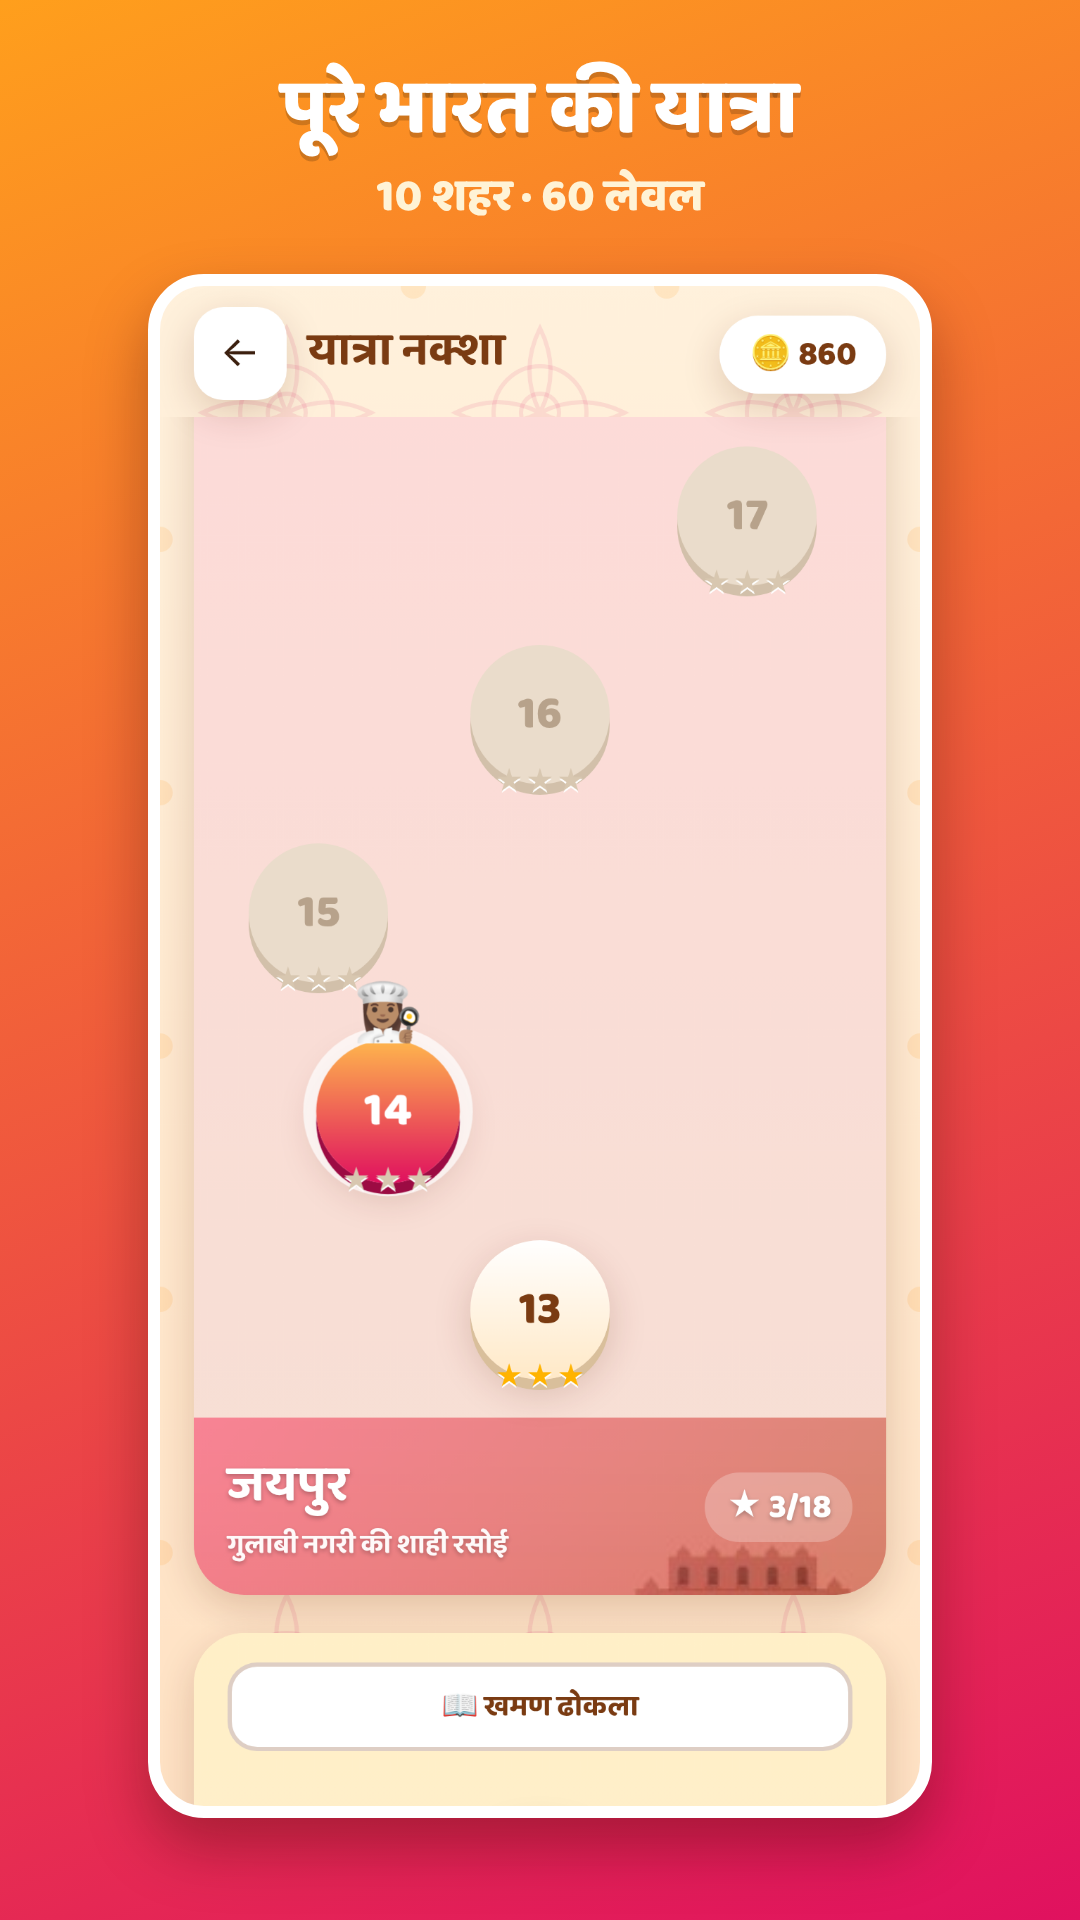 पूरे भारत की यात्रा
10 शहर · 60 लेवल
यात्रा नक्शा
860
17
16
15
14
13
जयपुर
3/18
गुलाबी नगरी की शाही रसोई
खमण ढोकला